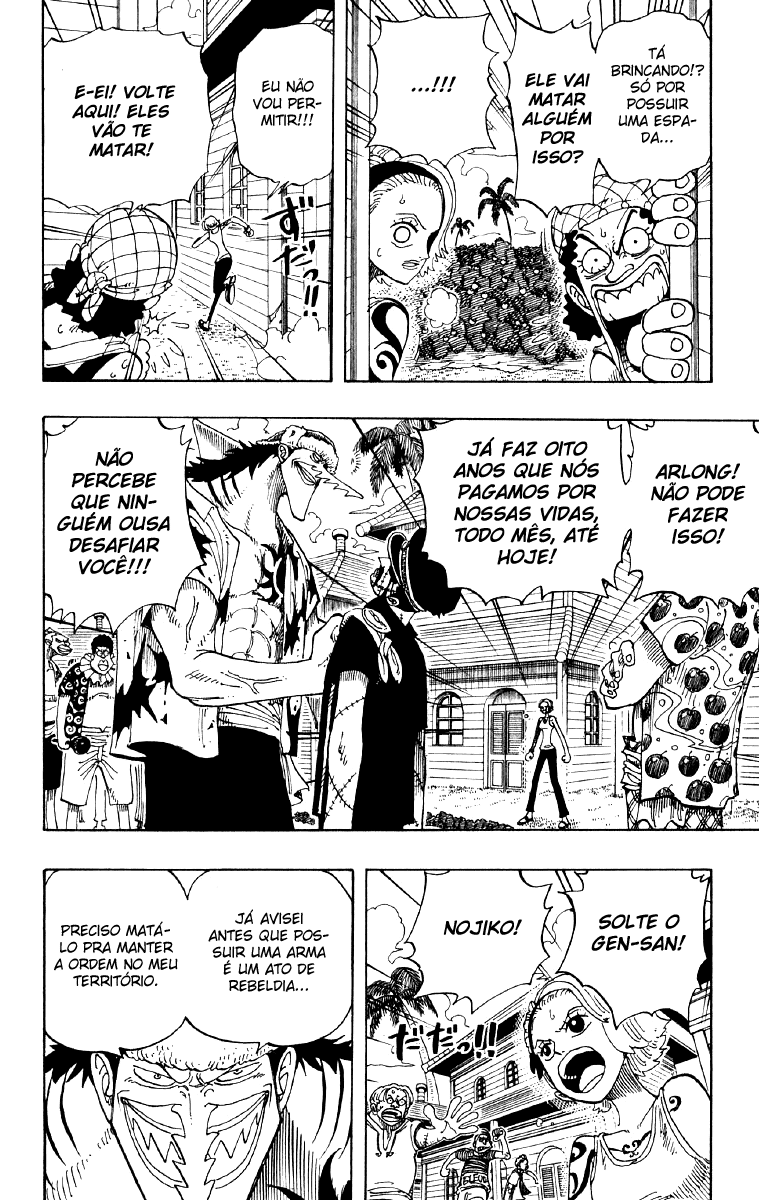 TÁ
BRINCANDO!?
SÓ POR
POSSUIR
UMA ESPA-
DA...
ELE VAI
MATAR
ALGUÉM
POR
ISSO?
...!!!
EU NÃO
VOU PER-
MITIR!!!
E-EI! VOLTE
AQUI! ELES
VÃO TE
MATAR!
ずだっ!!
ARLONG!
NÃO PODE
FAZER
ISSO!
JÁ FAZ OITO
ANOS QUE NÓS
PAGAMOS POR
NOSSAS VIDAS,
TODO MÊS, ATÉ
HOJE!
NÃO
PERCEBE
QUE NIN-
GUÉM OUSA
DESAFIAR
VOCÊ!!!
SOLTE O
GEN-SAN!
NOJIKO!
だだっ!!
JÁ AVISEI
ANTES QUE POS-
SUIR UMA ARMA
É UM ATO DE
REBELDIA...
PRECISO MATÁ-
LO PRA MANTER
A ORDEM NO MEU
TERRITÓRIO.